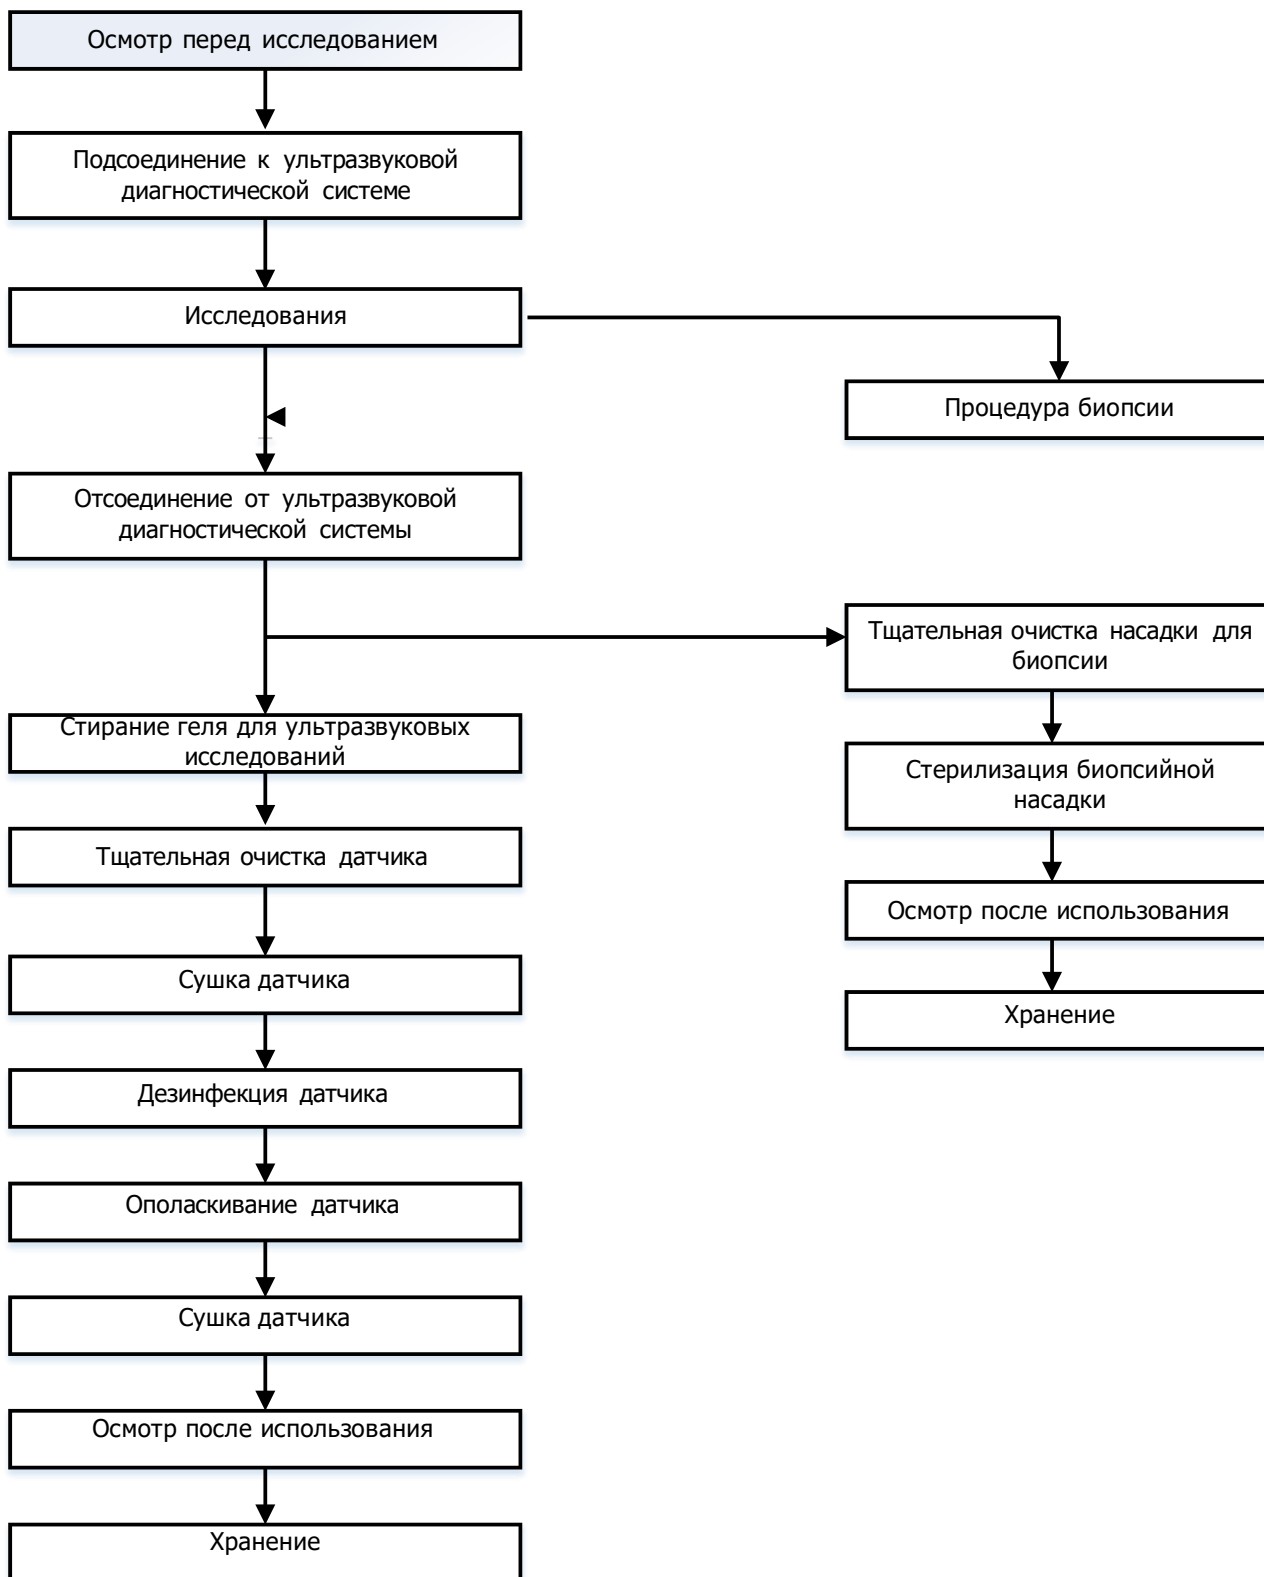 Осмотр перед исследованием
Подсоединение к ультразвуковой
диагностической системе
Исследования
Процедура биопсии
Отсоединение от ультразвуковой
диагностической системы
Тщательная очистка насадки для
биопсии
Стирание геля для ультразвуковых
исследований
Стерилизация биопсийной
насадки
Тщательная очистка датчика
Осмотр после использования
Сушка датчика
Хранение
Дезинфекция датчика
Ополаскивание датчика
Сушка датчика
Осмотр после использования
Хранение